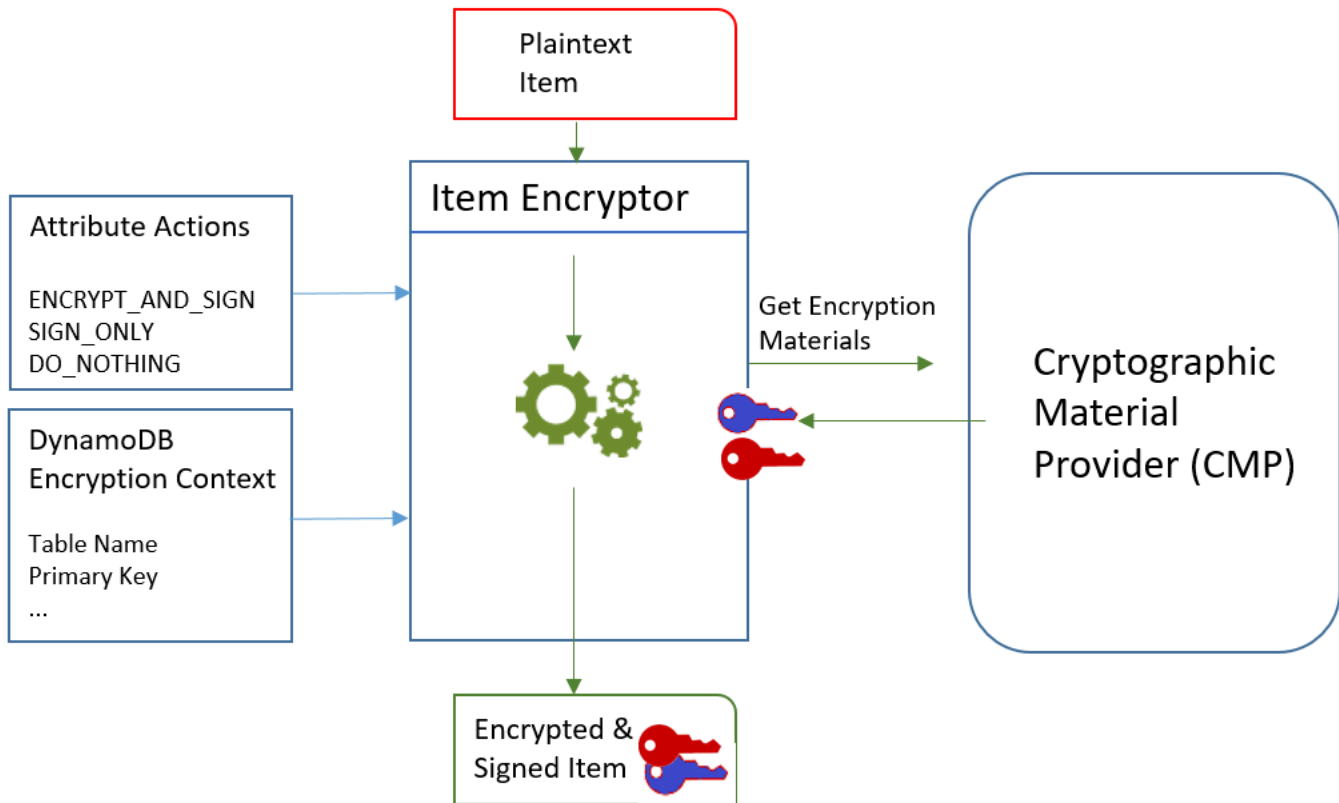 Plaintext
Item
Item Encryptor
Attribute Actions
ENCRYPT_AND_SIGN
SIGN_ONLY
DO_NOTHING
DynamoDB
Encryption Context
Table Name
Primary Key
...
Get Encryption
Materials
Cryptographic
Material
Provider (CMP)
Encrypted &
Signed Item